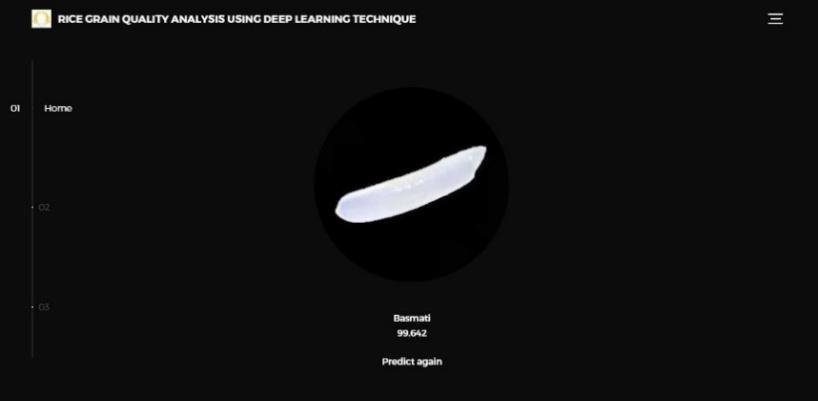 RICE GRAIN QUALITY ANALYSIS USING DEEP LEARNING TECHNIQUE
01 Home
02
03
Basmati
99.642
Predict again